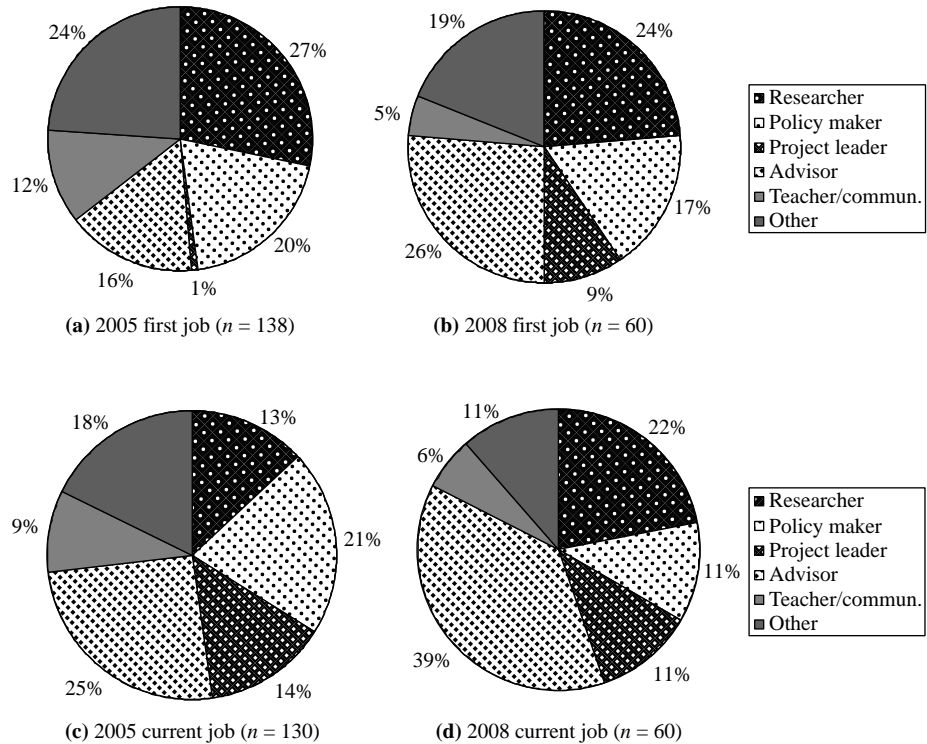 24%
27%
12%
16%
1%
20%
(a) 2005 first job (n = 138)
19%
24%
5%
26%
9%
17%
(b) 2008 first job (n = 60)
Researcher
Policy maker
Project leader
Advisor
Teacher/commun.
Other
18%
13%
9%
21%
25%
14%
(c) 2005 current job (n = 130)
11%
22%
6%
11%
39%
11%
(d) 2008 current job (n = 60)
Researcher
Policy maker
Project leader
Advisor
Teacher/commun.
Other